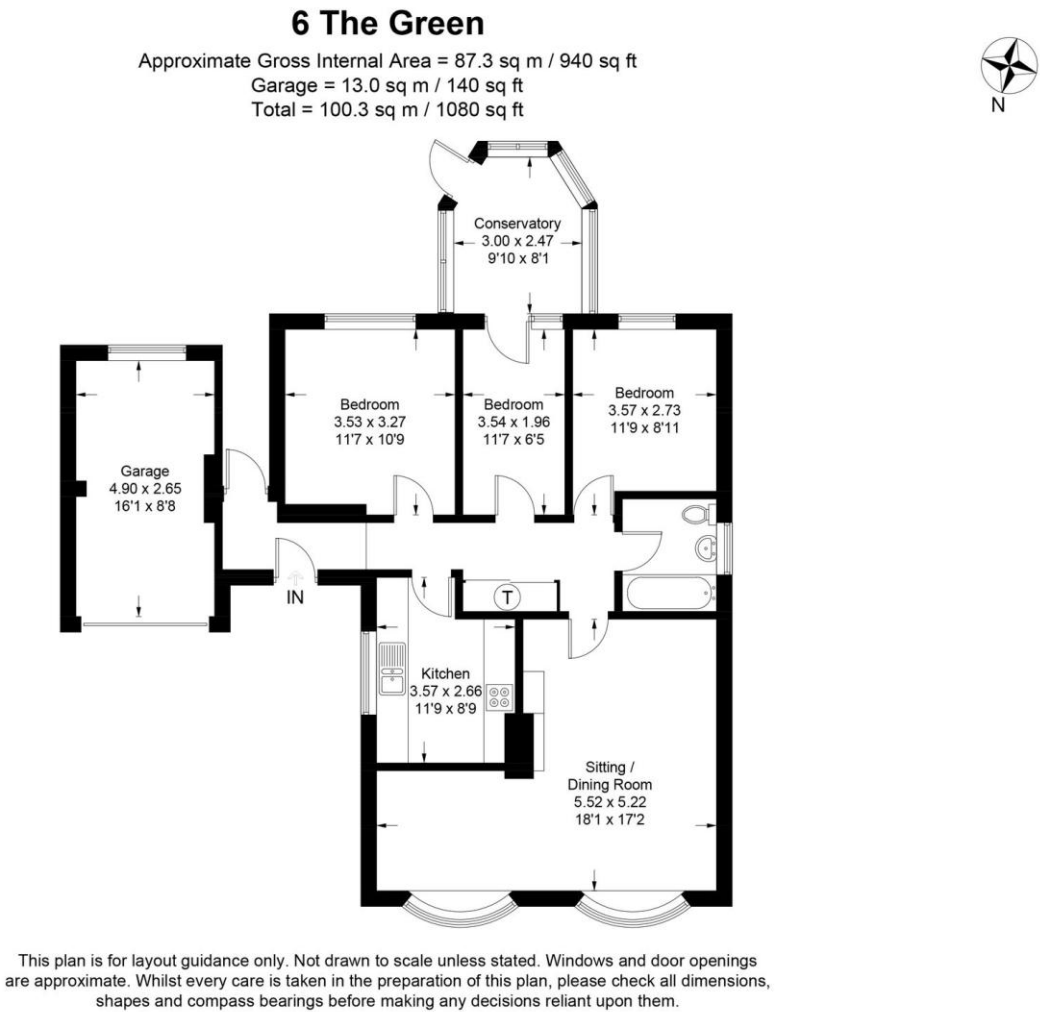 6 The Green
Approximate Gross Internal Area = 87.3 sq m / 940 sq ft
Garage = 13.0 sq m / 140 sq ft
Total = 100.3 sq m / 1080 sq ft
N
Conservatory
3.00 x 2.47
9'10 x 8'1
Bedroom
3.53 x 3.27
11'7 x 10'9
Bedroom
3.54 x 1.96
11'7 x 6'5
Bedroom
3.57 x 2.73
11'9 x 8'11
Garage
4.90 x 2.65
16'1 x 8'8
IN
T
Kitchen
3.57 x 2.66
11'9 x 8'9
Sitting /
Dining Room
5.52 x 5.22
18'1 x 17'2
This plan is for layout guidance only. Not drawn to scale unless stated. Windows and door openings
are approximate. Whilst every care is taken in the preparation of this plan, please check all dimensions,
shapes and compass bearings before making any decisions reliant upon them.